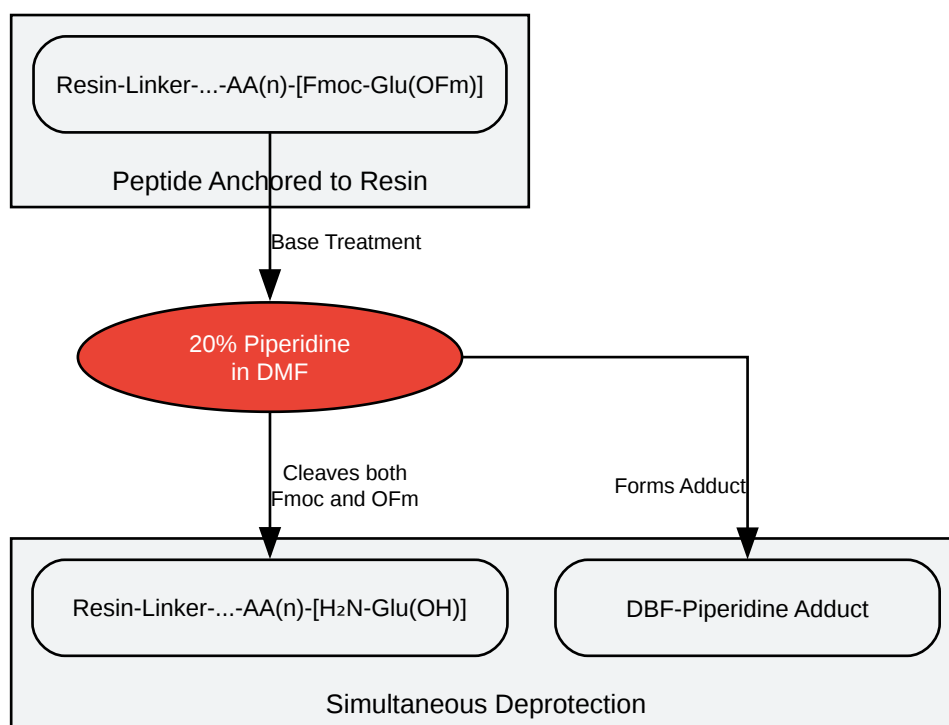 Resin-Linker-...-AA(n)-[Fmoc-Glu(OFm)]
Peptide Anchored to Resin
Base Treatment
20% Piperidine
in DMF
Cleaves both
Fmoc and OFm
Forms Adduct
Resin-Linker-...-AA(n)-[H₂N-Glu(OH)]
DBF-Piperidine Adduct
Simultaneous Deprotection